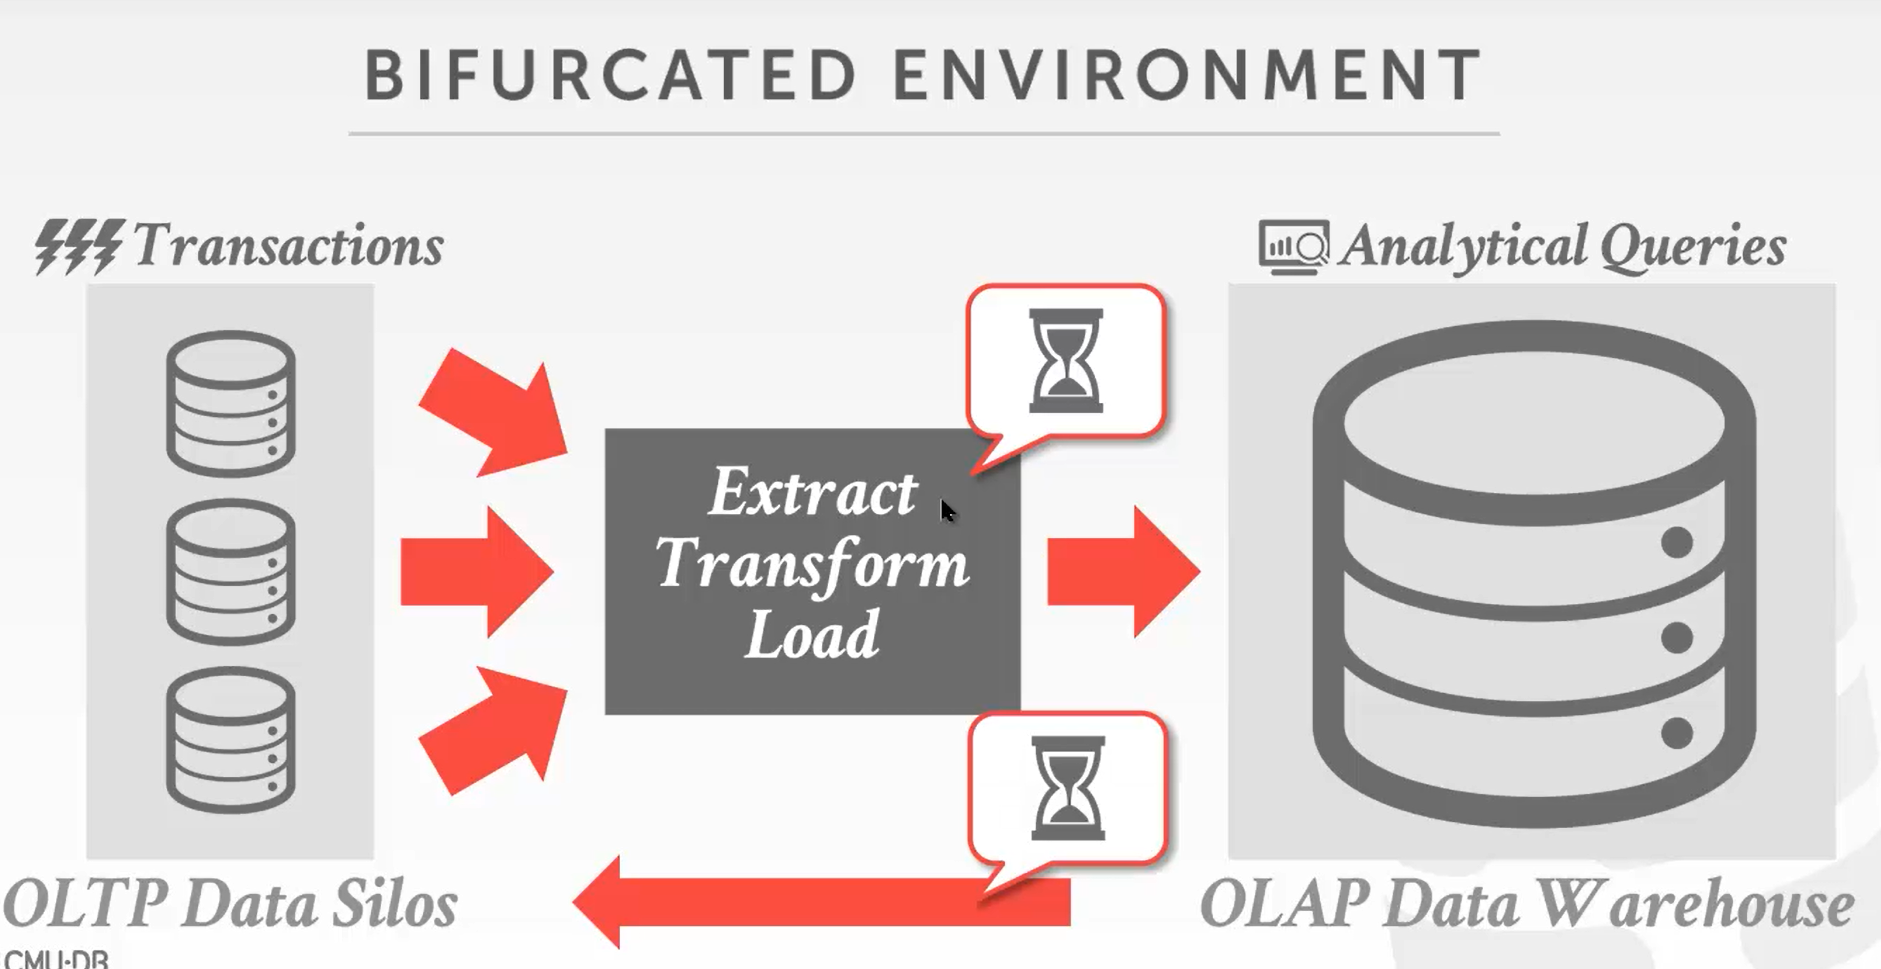 BIFURCATED ENVIRONMENT
Transactions
Analytical Queries
Extract
Transform
Load
OLTP Data Silos
OLAP Data Warehouse
CMU·DB